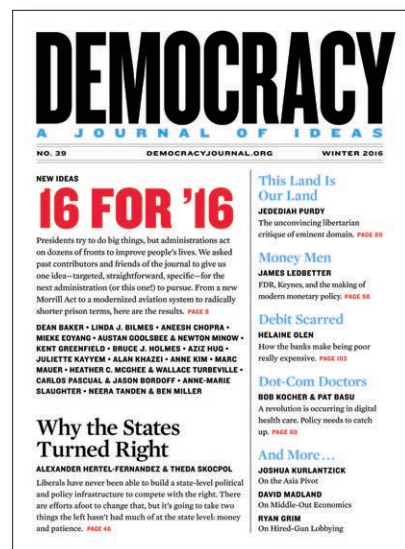 DEMOCRACY
A JOURNAL OF IDEAS
NO. 39 DEMOCRACYJOURNAL.ORG WINTER 2016
NEW IDEAS
16 FOR '16
Presidents try to do big things, but administrations act
on dozens of fronts to improve people's lives. We asked
past contributors and friends of the journal to give us
one idea—targeted, straightforward, specific—for the
next administration (or this one!) to pursue. From a new
Morrill Act to a modernized aviation system to radically
shorter prison terms, here are the results. PAGE 8
DEAN BAKER • LINDA J. BILMES • ANEESH CHOPRA •
MIEKE EOYANG • AUSTAN GOOLSBEE & NEWTON MINOW •
KENT GREENFIELD • BRUCE J. HOLMES • AZIZ HUQ •
JULIETTE KAYYEM • ALAN KHAZEI • ANNE KIM • MARC
MAUER • HEATHER C. MCGHEE & WALLACE TURBEVILLE •
CARLOS PASCUAL & JASON BORDOFF • ANNE-MARIE
SLAUGHTER • NEERA TANDEN & BEN MILLER
Why the States
Turned Right
ALEXANDER HERTEL-FERNANDEZ & THEDA SKOCPOL
Liberals have never been able to build a state-level political
and policy infrastructure to compete with the right. There
are efforts afoot to change that, but it's going to take two
things the left hasn't had much of at the state level: money
and patience. PAGE 46
This Land Is
Our Land
JEDEDIAH PURDY
The unconvincing libertarian
critique of eminent domain. PAGE 89
Money Men
JAMES LEDBETTER
FDR, Keynes, and the making of
modern monetary policy. PAGE 96
Debit Scarred
HELAINE OLEN
How the banks make being poor
really expensive. PAGE 103
Dot-Com Doctors
BOB KOCHER & PAT BASU
A revolution is occurring in digital
health care. Policy needs to catch
up. PAGE 60
And More…
JOSHUA KURLANTZICK
On the Asia Pivot
DAVID MADLAND
On Middle-Out Economics
RYAN GRIM
On Hired-Gun Lobbying